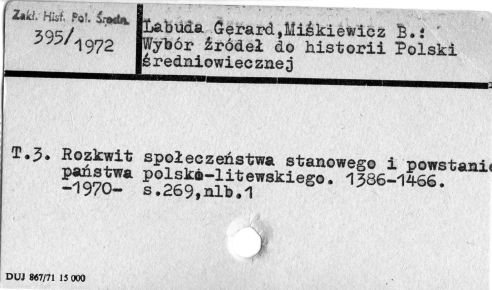 Zakł. Hist. Pol. Średn.
395/1972
Labuda Gerard,Miśkiewicz B.:
Wybór źródeł do historii Polski
średniowiecznej
T.3. Rozkwit społeczeństwa stanowego i powstanie
państwa polsko-litewskiego. 1386-1466.
-1970- s.269,nlb.1
DUJ 867/71 15 000